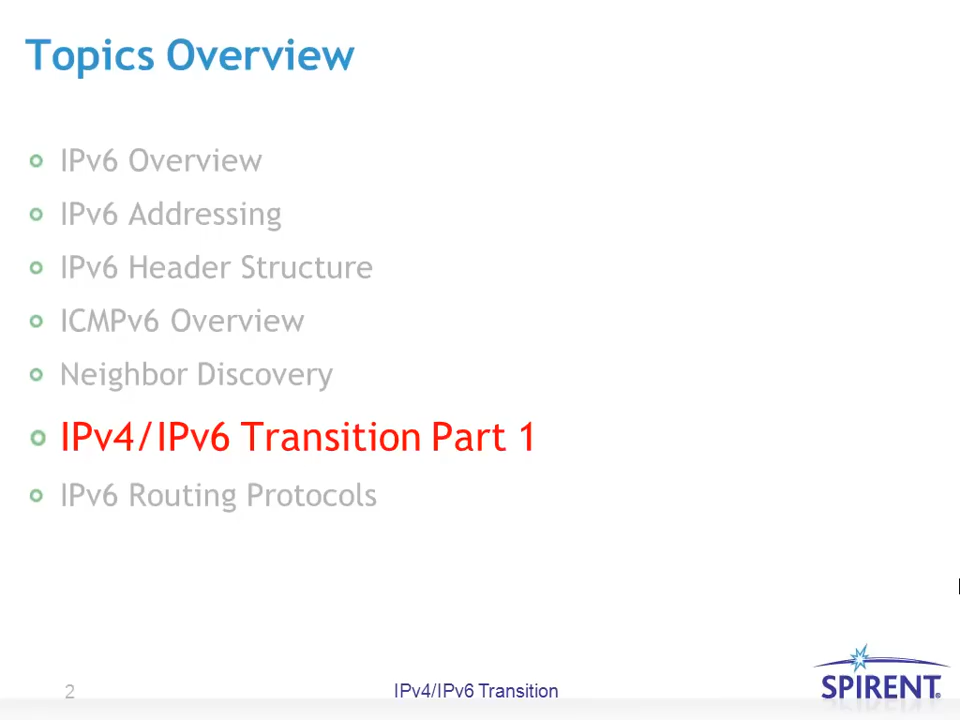 Topics Overview
IPv6 Overview
IPv6 Addressing
IPv6 Header Structure
ICMPv6 Overview
Neighbor Discovery
IPv4/IPv6 Transition Part 1
IPv6 Routing Protocols
2
IPv4/IPv6 Transition
SPIRENT